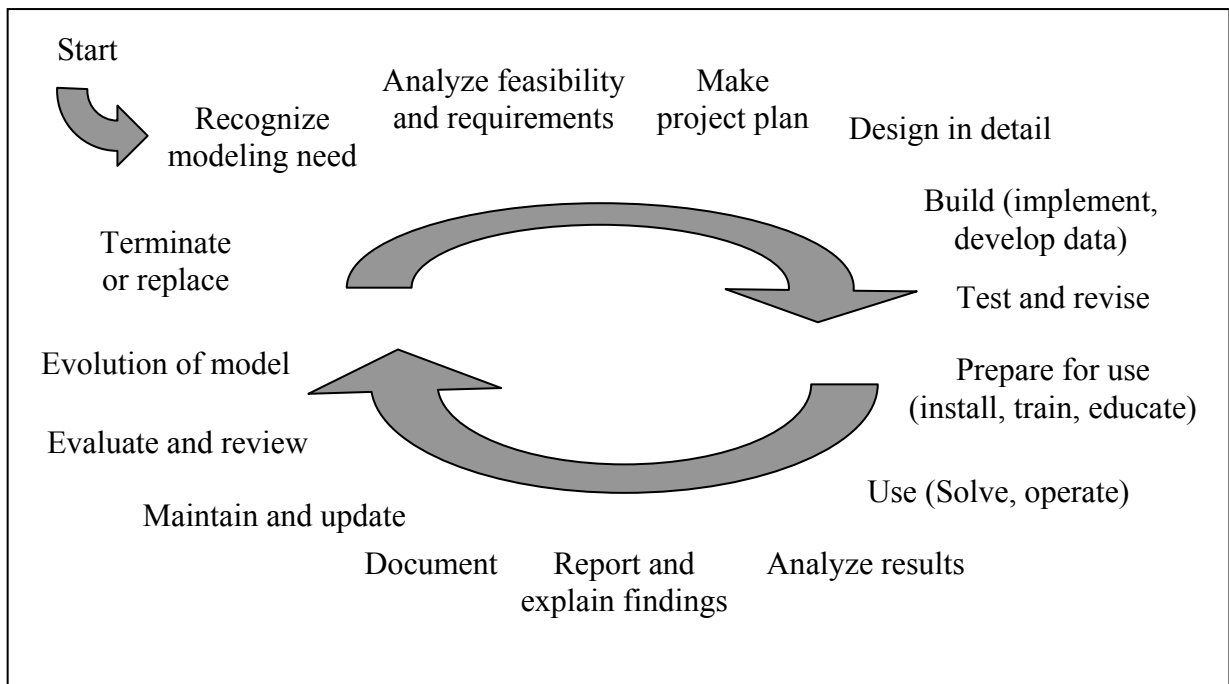 Start
Recognize
modeling need
Analyze feasibility
and requirements
Make
project plan
Design in detail
Build (implement,
develop data)
Test and revise
Prepare for use
(install, train, educate)
Use (Solve, operate)
Analyze results
Report and
explain findings
Document
Maintain and update
Evaluate and review
Evolution of model
Terminate
or replace